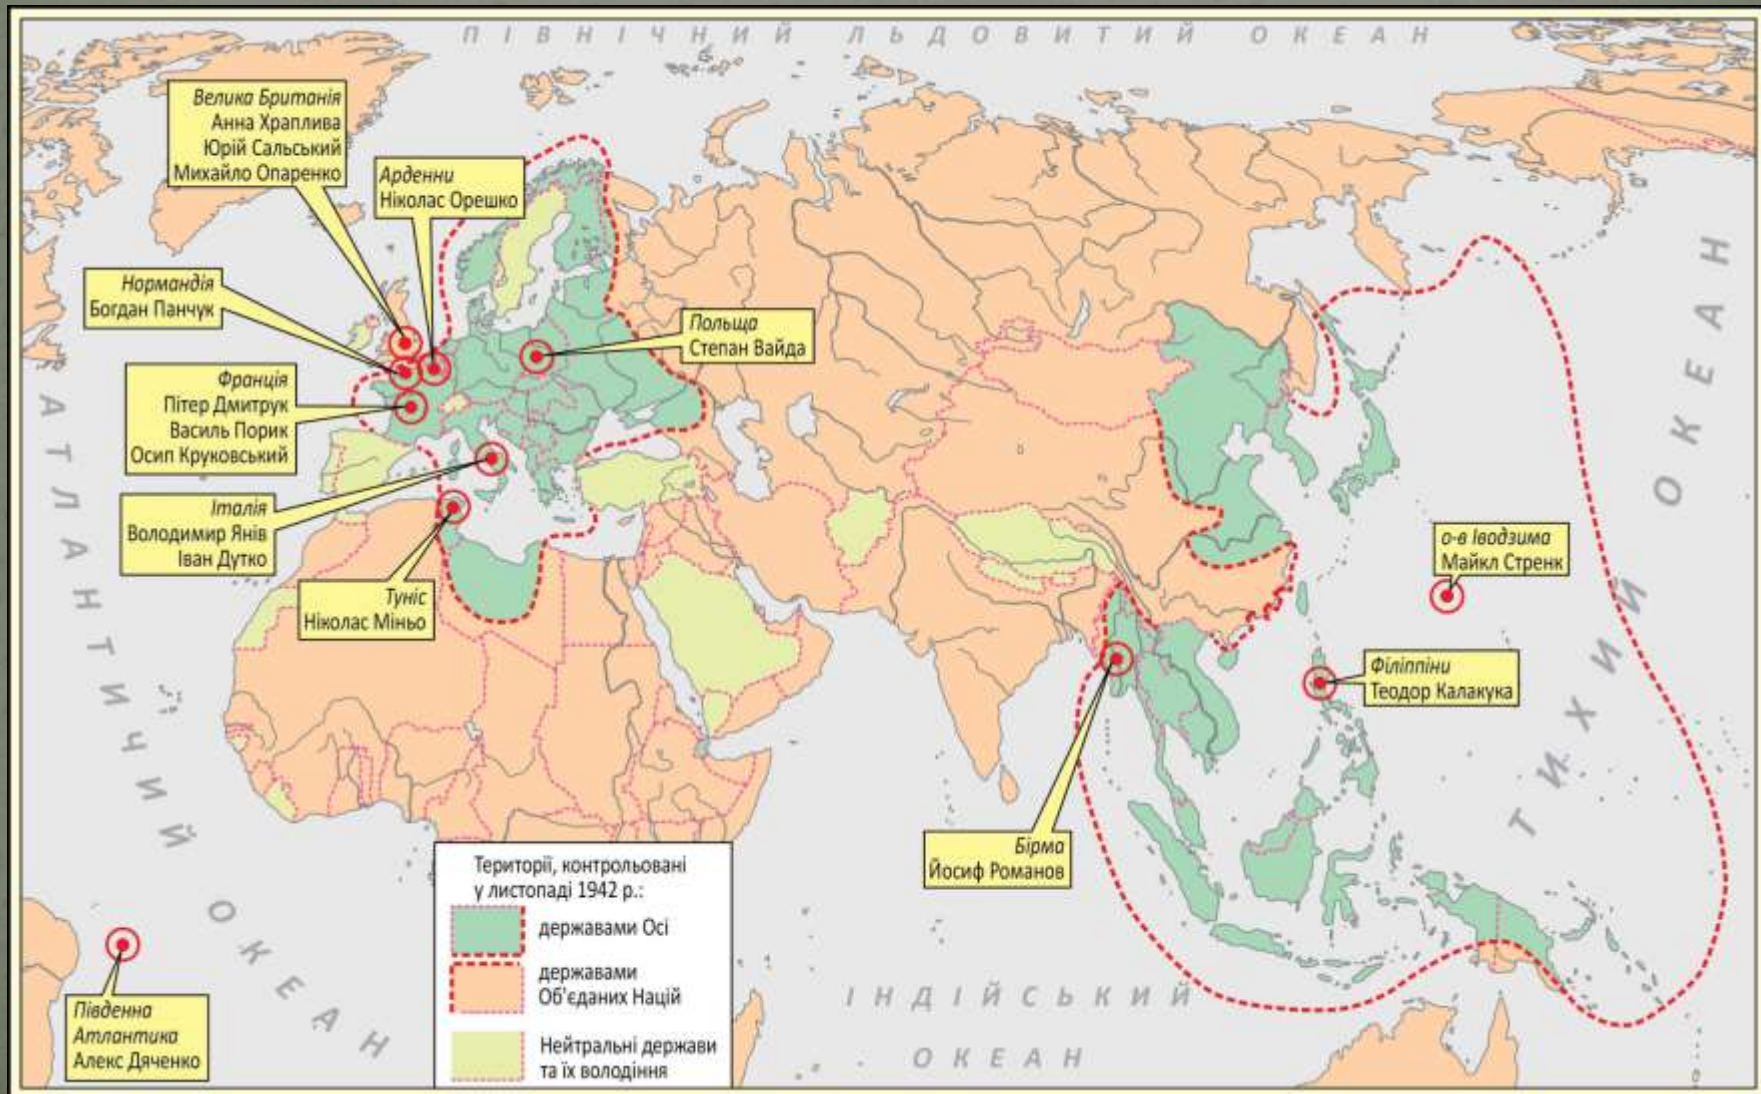 ПІВНІЧНИЙ ЛЬДОВИТИЙ ОКЕАН
Велика Британія
Анна Храплива
Юрій Сальський
Михайло Опаренко
Арденни
Ніколас Орешко
Нормандія
Богдан Панчук
Польща
Степан Вайда
Франція
Пітер Дмитрук
Василь Порик
Осип Круковський
Італія
Володимир Янів
Іван Дутко
Туніс
Ніколас Міньо
о-в Іводзима
Майкл Стренк
Філіппіни
Теодор Калакука
Бірма
Йосиф Романов
Південна
Атлантика
Алекс Дяченко
АТЛАНТИЧИЙ ОКЕАН
ТИХИЙ ОКЕАН
ІНДІЙСЬКИЙ
ОКЕАН
Території, контрольовані
у листопаді 1942 р.:
державами Осі
державами
Об'єданих Націй
Нейтральні держави
та їх володіння